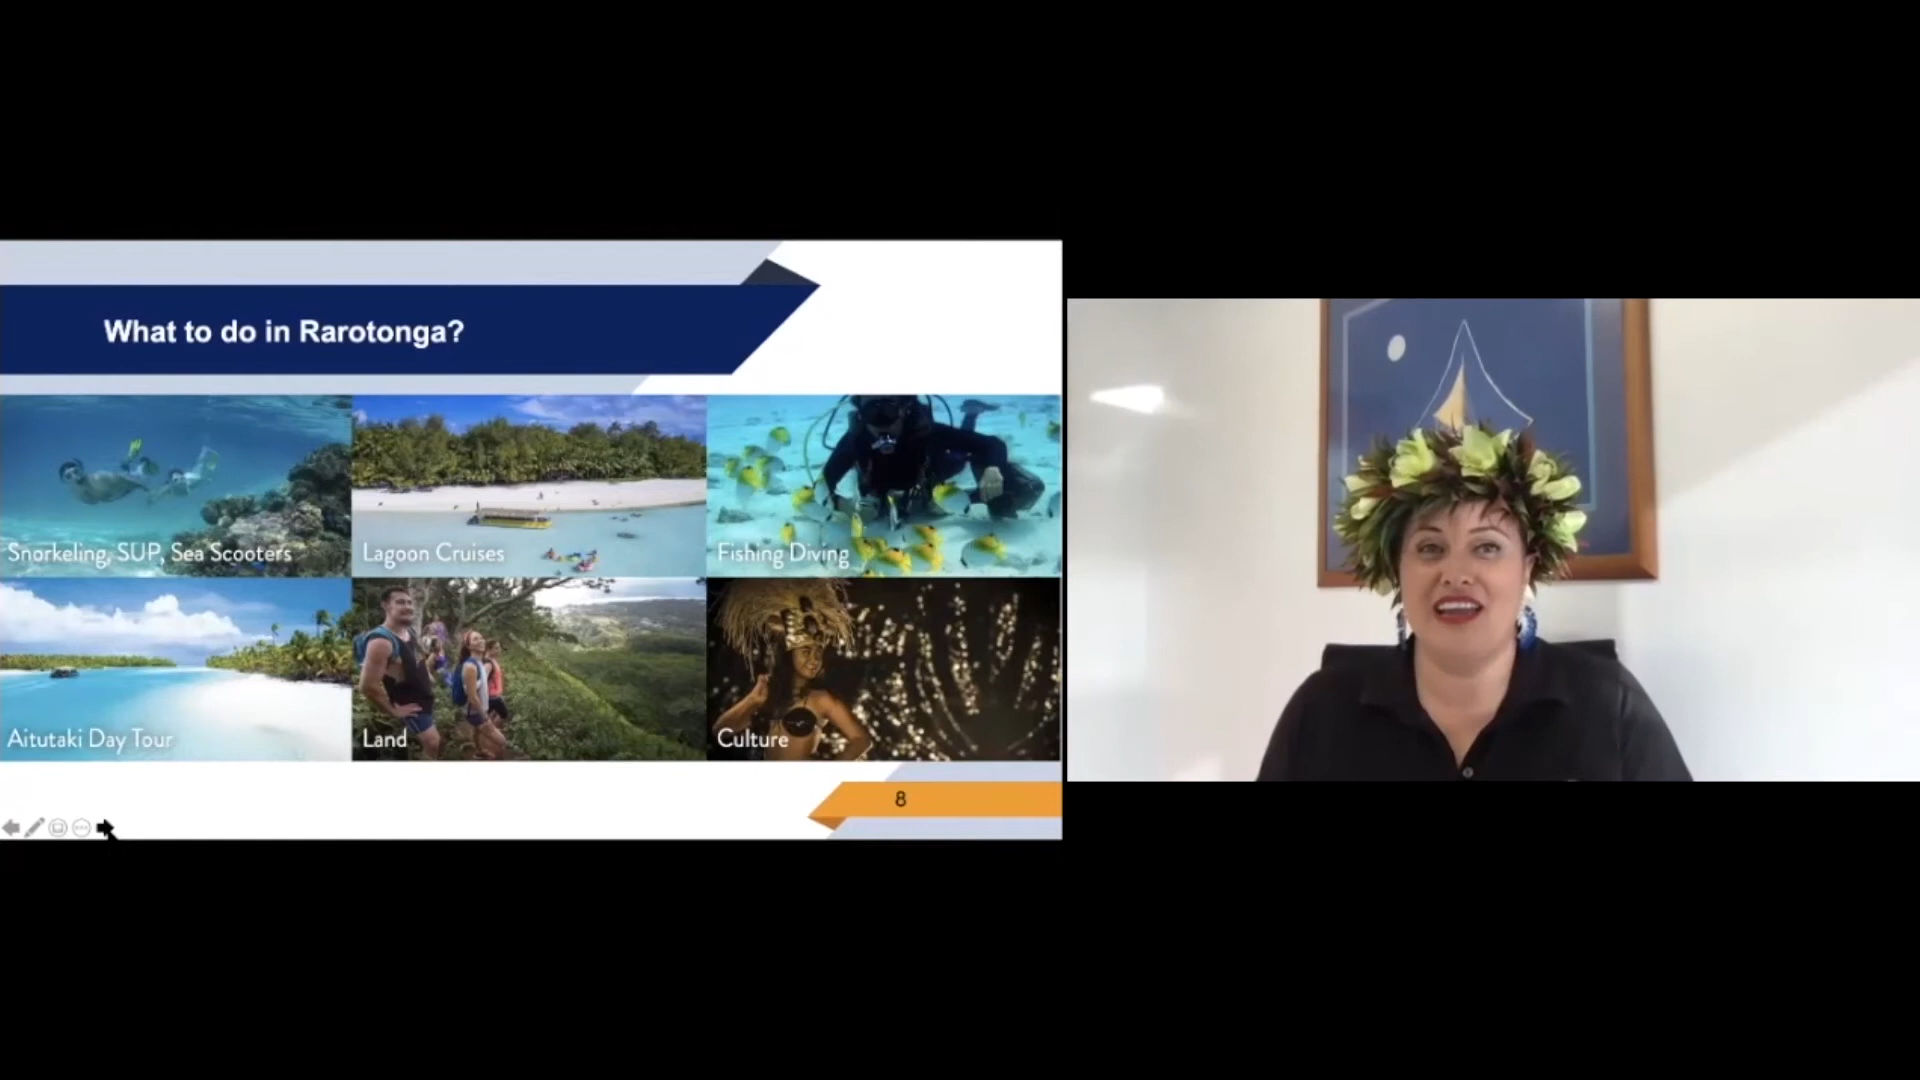 What to do in Rarotonga?
Snorkeling, SUP, Sea Scooters
Lagoon Cruises
Fishing Diving
Aitutaki Day Tour
Land
Culture
8